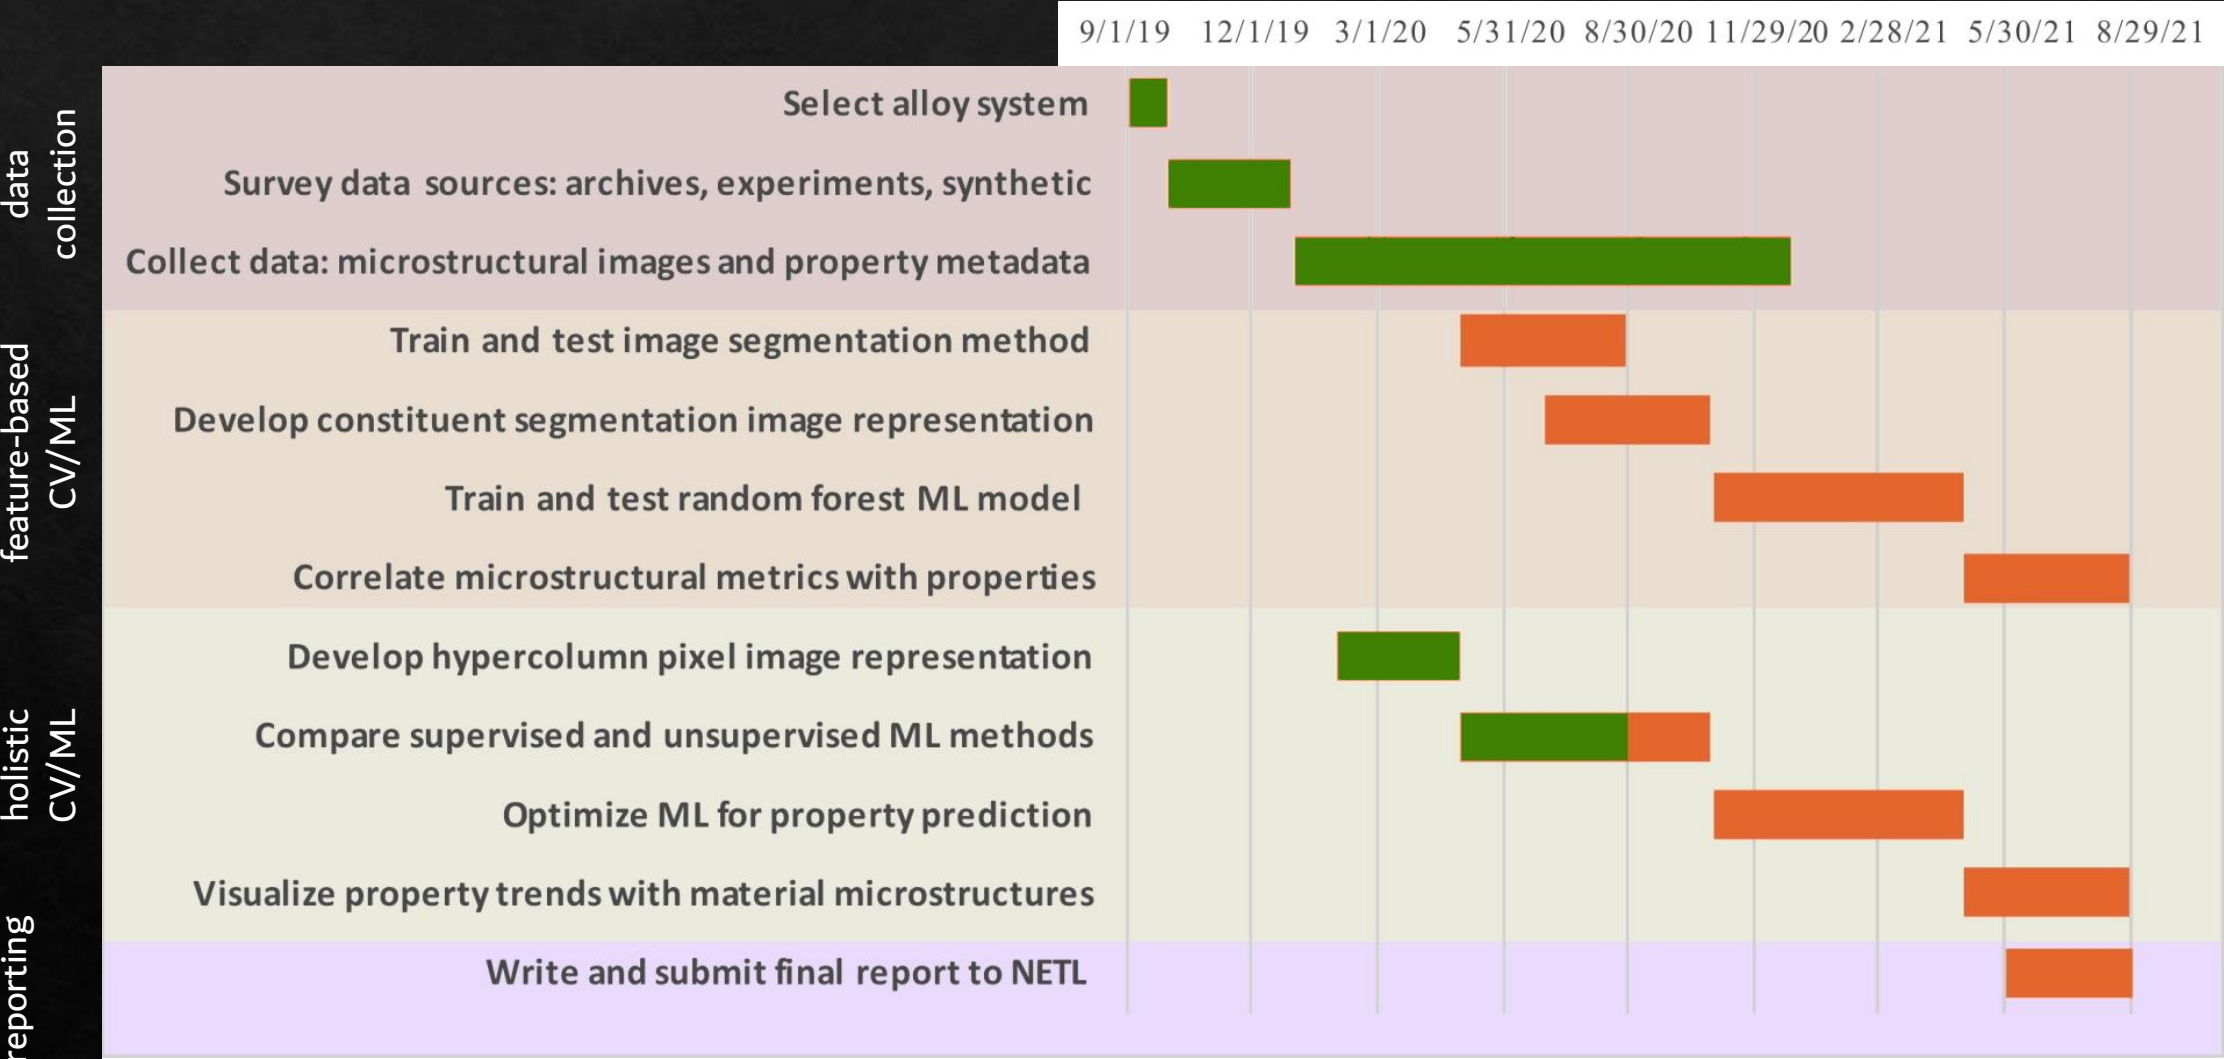 9/1/19 12/1/19 3/1/20 5/31/20 8/30/20 11/29/20 2/28/21 5/30/21 8/29/21
data
collection
Select alloy system
Survey data sources: archives, experiments, synthetic
Collect data: microstructural images and property metadata
feature-based
CV/ML
Train and test image segmentation method
Develop constituent segmentation image representation
Train and test random forest ML model
Correlate microstructural metrics with properties
holistic
CV/ML
Develop hypercolumn pixel image representation
Compare supervised and unsupervised ML methods
Optimize ML for property prediction
Visualize property trends with material microstructures
reporting
Write and submit final report to NETL